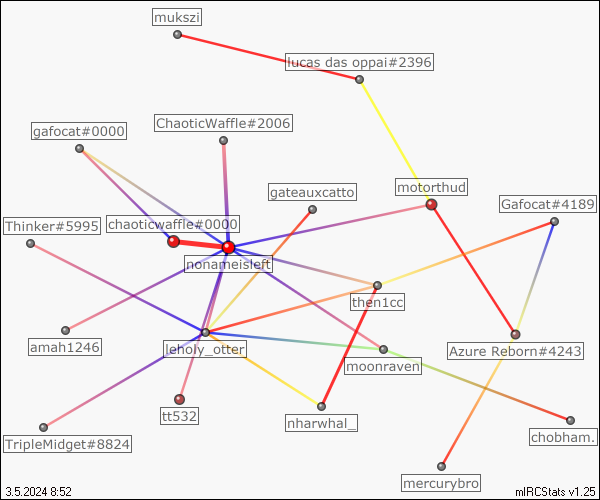 mukszi
lucas das oppai#2396
ChaoticWaffle#2006
gafocat#0000
gateauxcatto
motorthud
Gafocat#4189
Thinker#5995
chaoticwaffle#0000
nonameisleft
then1cc
amah1246
leholy_otter
moonraven
Azure Reborn#4243
tt532
nharwhal_
TripleMidget#8824
chobham.
mercurybro
3.5.2024 8:52
mIRCStats v1.25